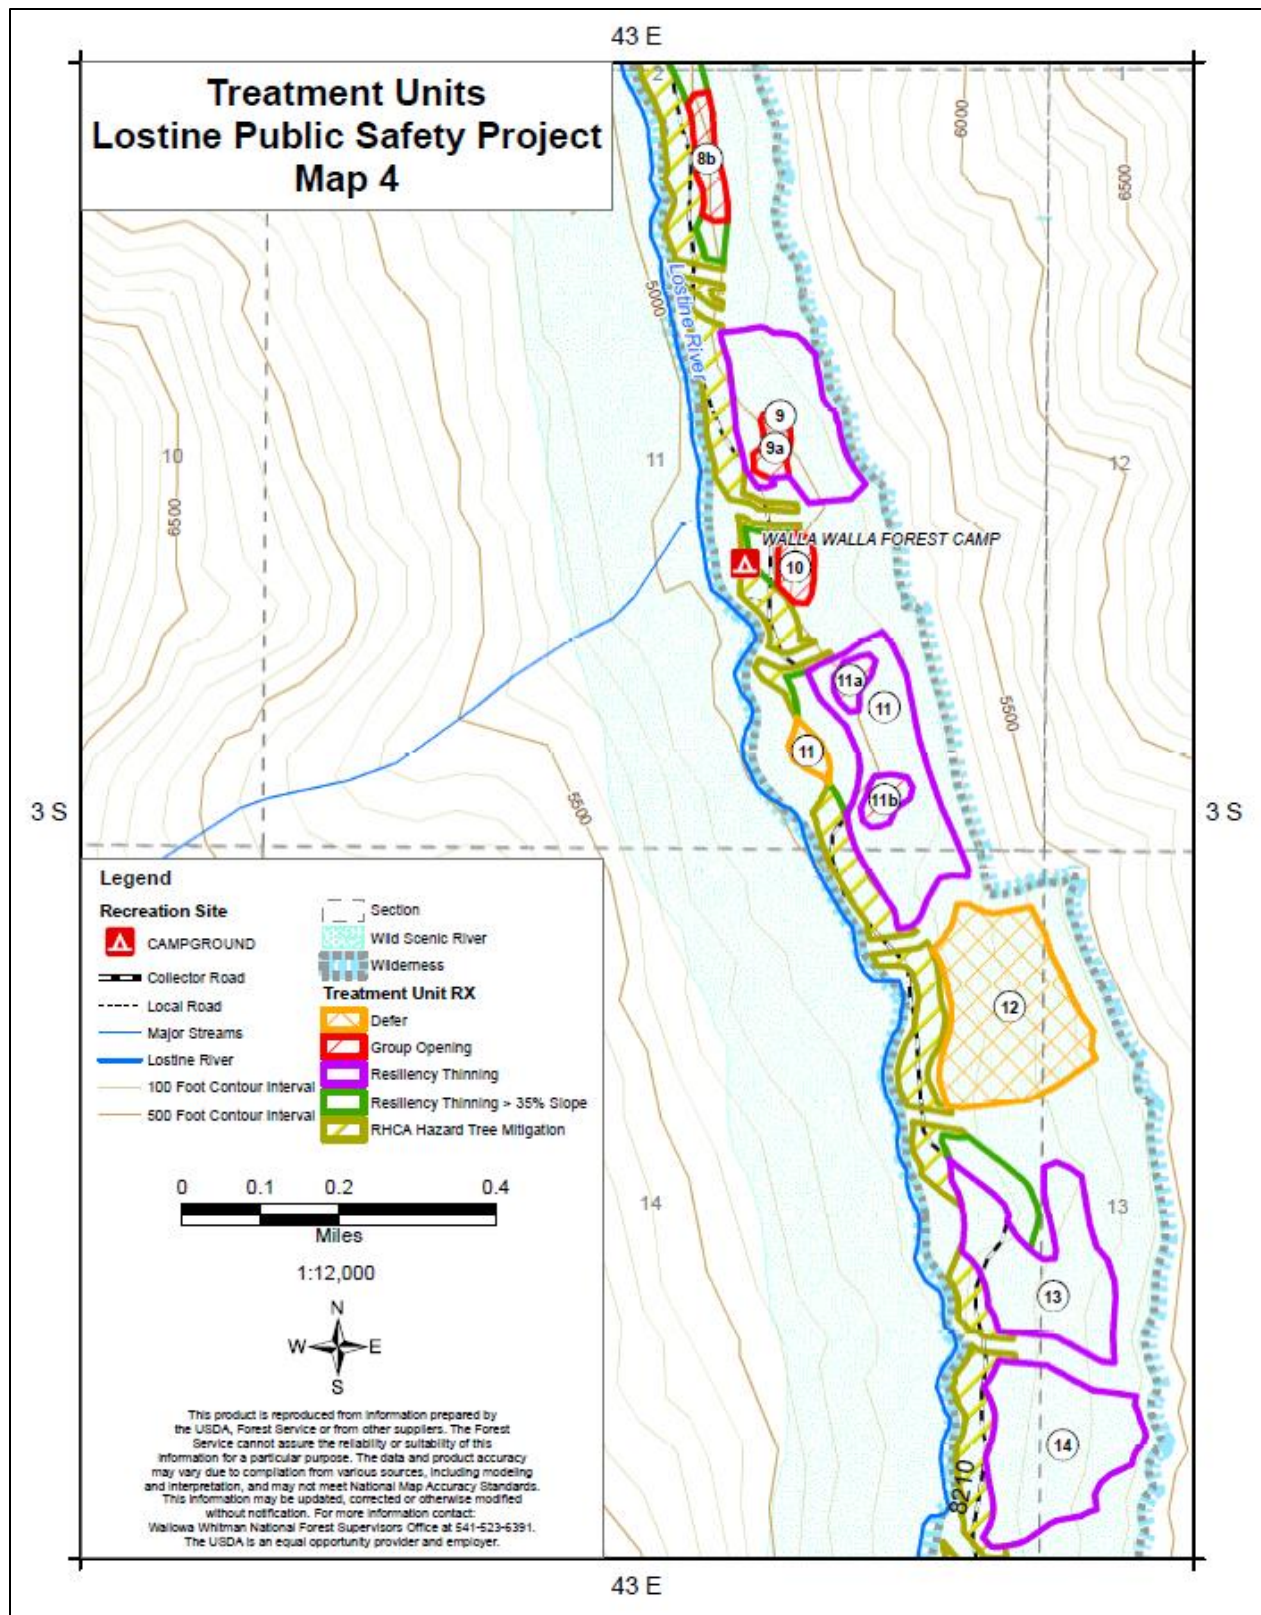 43 E
Treatment Units
Lostine Public Safety Project
Map 4
2
1
6000
6500
8b
5000
Lostine River
9
9a
10
11
12
6500
WALLA WALLA FOREST CAMP
10
11a
11
11
11b
5500
5500
3 S
3 S
Legend
Recreation Site
CAMPGROUND
Collector Road
Local Road
Major Streams
Lostine River
100 Foot Contour Interval
500 Foot Contour Interval
Section
Wild Scenic River
Wilderness
Treatment Unit RX
Defer
Group Opening
Resiliency Thinning
Resiliency Thinning > 35% Slope
RHCA Hazard Tree Mitigation
12
14
13
13
14
8210
0 0.1 0.2 0.4
Miles
1:12,000
N
W E
S
This product is reproduced from information prepared by
the USDA, Forest Service or from other suppliers. The Forest
Service cannot assure the reliability or suitability of this
information for a particular purpose. The data and product accuracy
may vary due to compilation from various sources, including modeling
and interpretation, and may not meet National Map Accuracy Standards.
This information may be updated, corrected or otherwise modified
without notification. For more information contact:
Wallowa Whitman National Forest Supervisors Office at 541-523-6391.
The USDA is an equal opportunity provider and employer.
43 E